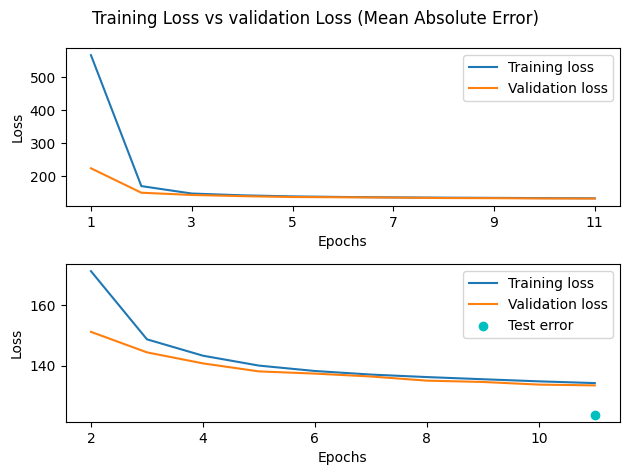 Training Loss vs validation Loss (Mean Absolute Error)
500
400
300
200
Loss
Training loss
Validation loss
1 3 5 7 9 11
Epochs
160
140
Loss
Training loss
Validation loss
Test error
2 4 6 8 10
Epochs